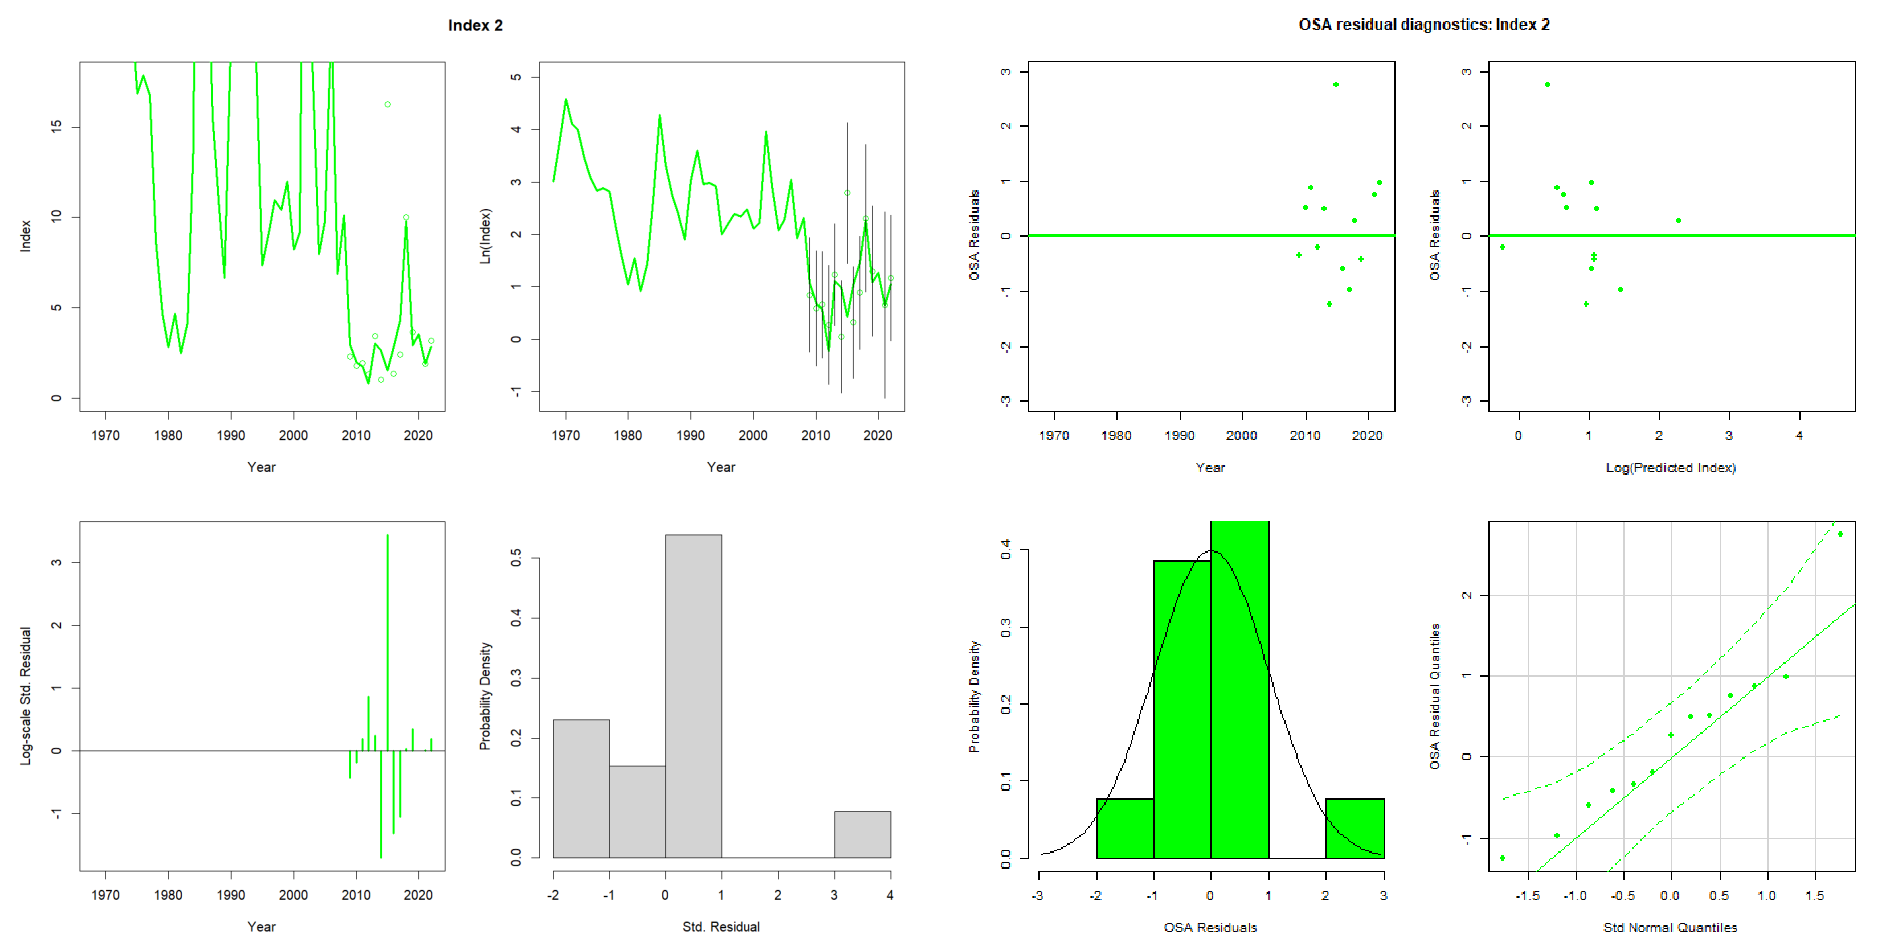 Index 2
OSA residual diagnostics: Index 2
Index
15
10
5
0
1970 1980 1990 2000 2010 2020
Year
Ln(Index)
5
4
3
2
1
0
-1
1970 1980 1990 2000 2010 2020
Year
OSA Residuals
3
2
1
0
-1
-2
-3
1970 1980 1990 2000 2010 2020
Year
OSA Residuals
3
2
1
0
-1
-2
-3
0 1 2 3 4
Log(Predicted Index)
Log-scale Std. Residual
3
2
1
0
-1
1970 1980 1990 2000 2010 2020
Year
Probability Density
0.5
0.4
0.3
0.2
0.1
0.0
-2 -1 0 1 2 3 4
Std. Residual
Probability Density
0.4
0.3
0.2
0.1
0.0
-3 -2 -1 0 1 2 3
OSA Residuals
OSA Residual Quantiles
2
1
0
-1
-1.5 -1.0 -0.5 0.0 0.5 1.0 1.5
Std Normal Quantiles